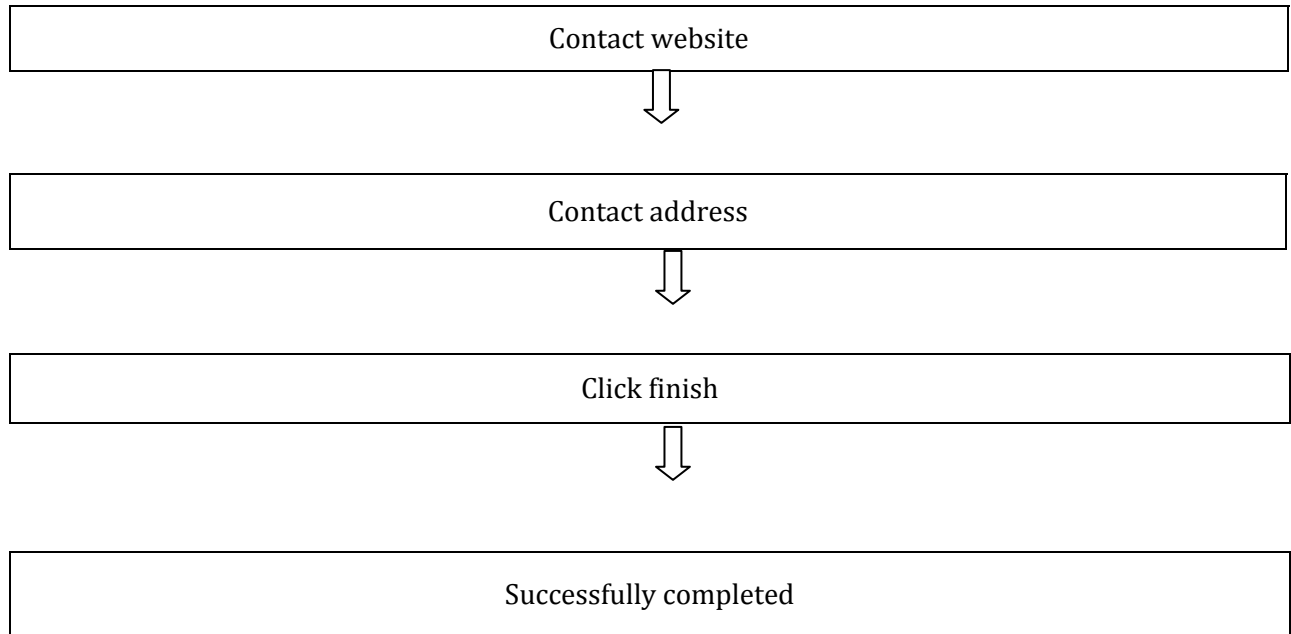 Contact website
Contact address
Click finish
Successfully completed